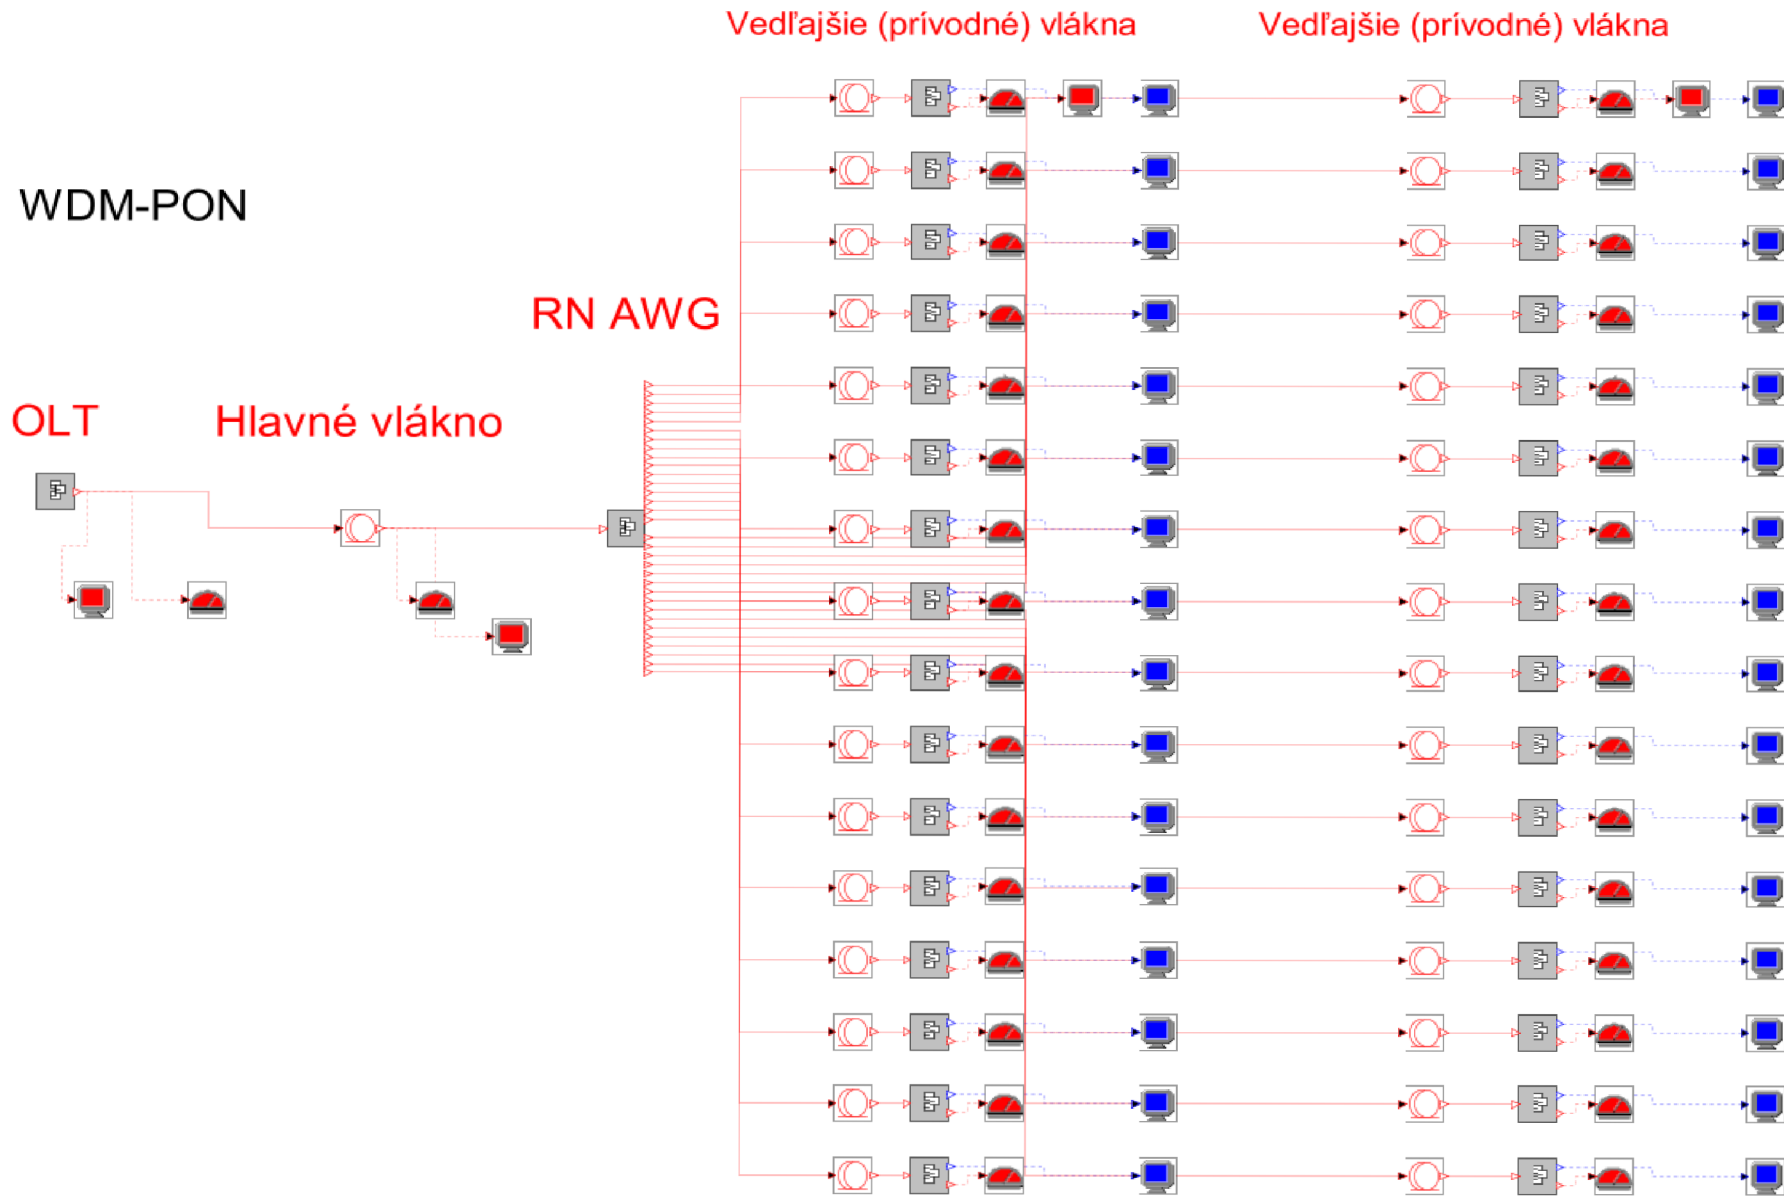 Vedľajšie (prívodné) vlákna
Vedľajšie (prívodné) vlákna
WDM-PON
RN AWG
OLT
Hlavné vlákno